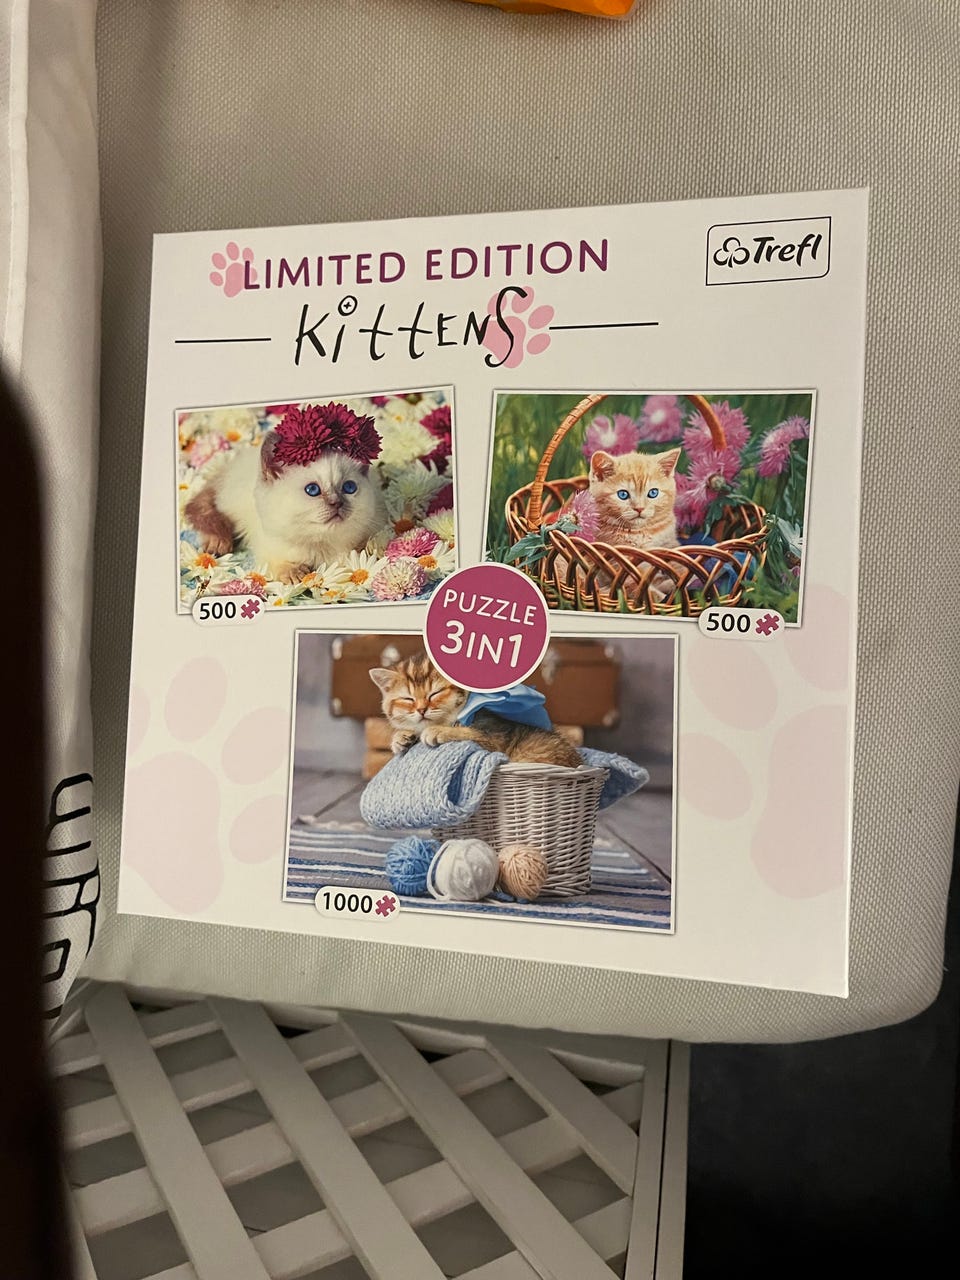 LIMITED EDITION
Kittens
Trefl
500
500
PUZZLE
3IN1
1000